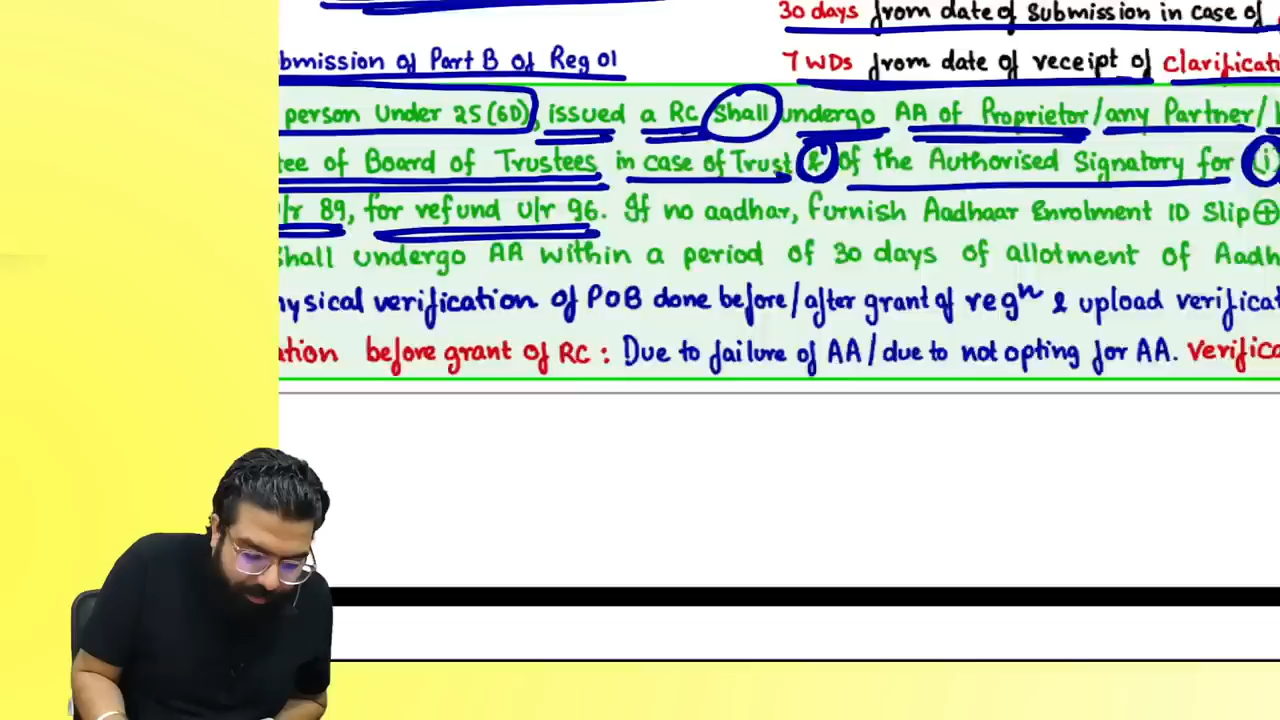 30 days from date of submission in case of
bmission of Part B of Reg 01
7 WDs from date of receipt of clarificati
person under 25(6D), issued a RC shall undergo AA of Proprietor/any Partner/
tee of Board of Trustees in case of Trust & of the Authorised Signatory for (i)
/r 89, for refund u/r 96. If no aadhar, furnish Aadhaar Enrolment ID Slip ⊕
shall undergo AA within a period of 30 days of allotment of Aadh
hysical verification of POB done before/after grant of regn & upload verificat
ation before grant of RC : Due to failure of AA/due to not opting for AA. Verifica